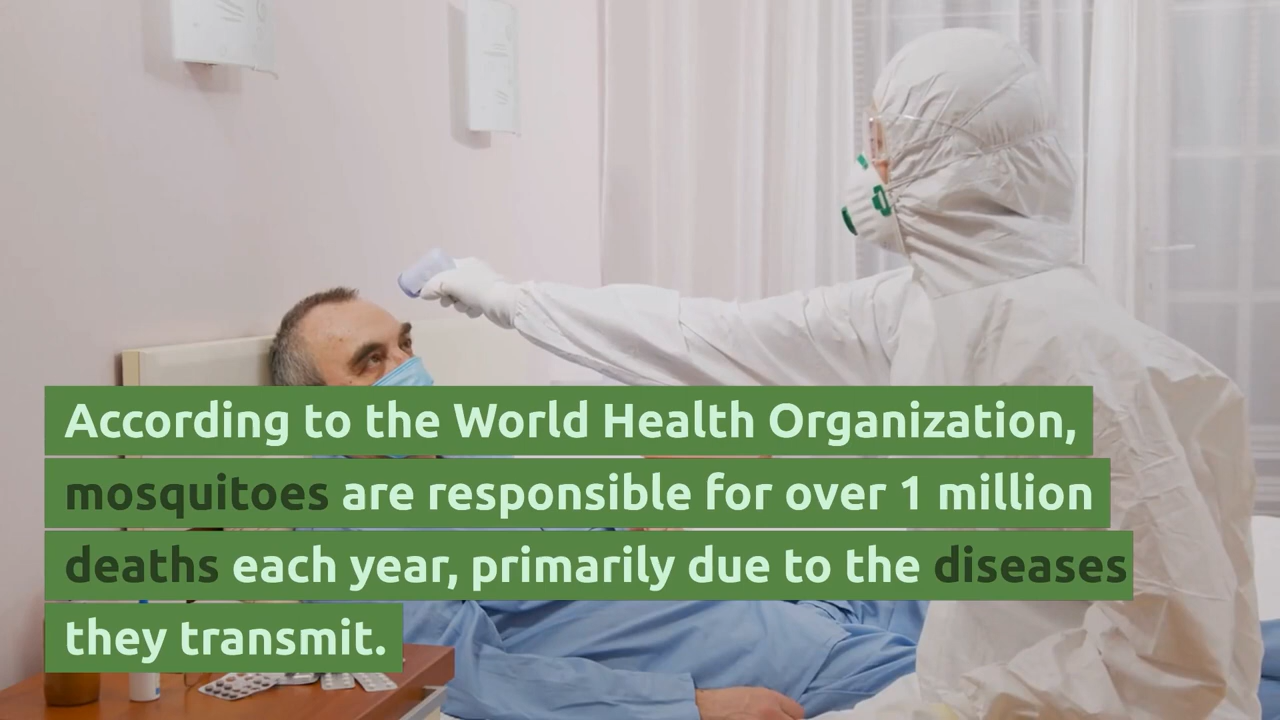 According to the World Health Organization,
mosquitoes are responsible for over 1 million
deaths each year, primarily due to the diseases
they transmit.